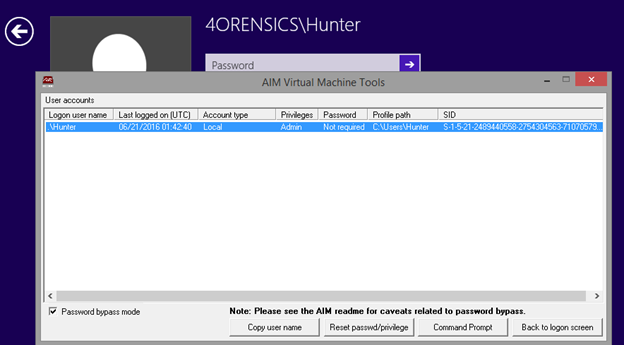 4ORENSICS\Hunter
Password
AIM Virtual Machine Tools
User accounts
Logon user name Last logged on (UTC) Account type Privileges Password Profile path SID
.\Hunter 06/21/2016 01:42:40 Local Admin Not required C:\Users\Hunter S-1-5-21-2489440558-2754304563-71070579...
Password bypass mode
Note: Please see the AIM readme for caveats related to password bypass.
Copy user name Reset passwd/privilege Command Prompt Back to logon screen